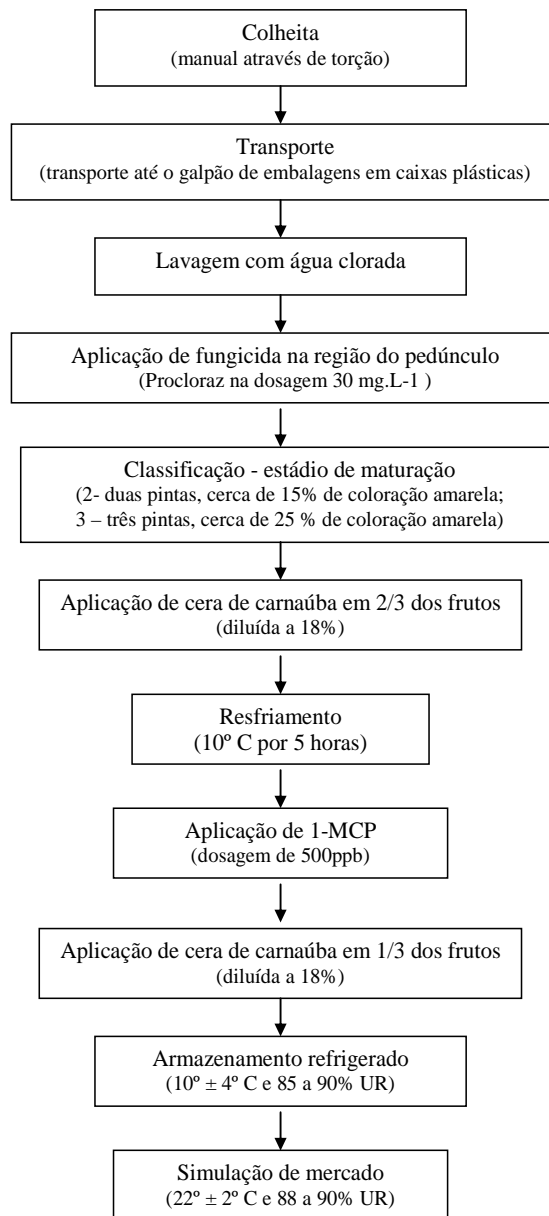 Colheita
(manual através de torção)
Transporte
(transporte até o galpão de embalagens em caixas plásticas)
Lavagem com água clorada
Aplicação de fungicida na região do pedúnculo
(Procloraz na dosagem 30 mg.L-1 )
Classificação - estádio de maturação
(2- duas pintas, cerca de 15% de coloração amarela;
3 – três pintas, cerca de 25 % de coloração amarela)
Aplicação de cera de carnaúba em 2/3 dos frutos
(diluída a 18%)
Resfriamento
(10º C por 5 horas)
Aplicação de 1-MCP
(dosagem de 500ppb)
Aplicação de cera de carnaúba em 1/3 dos frutos
(diluída a 18%)
Armazenamento refrigerado
(10º ± 4º C e 85 a 90% UR)
Simulação de mercado
(22º ± 2º C e 88 a 90% UR)